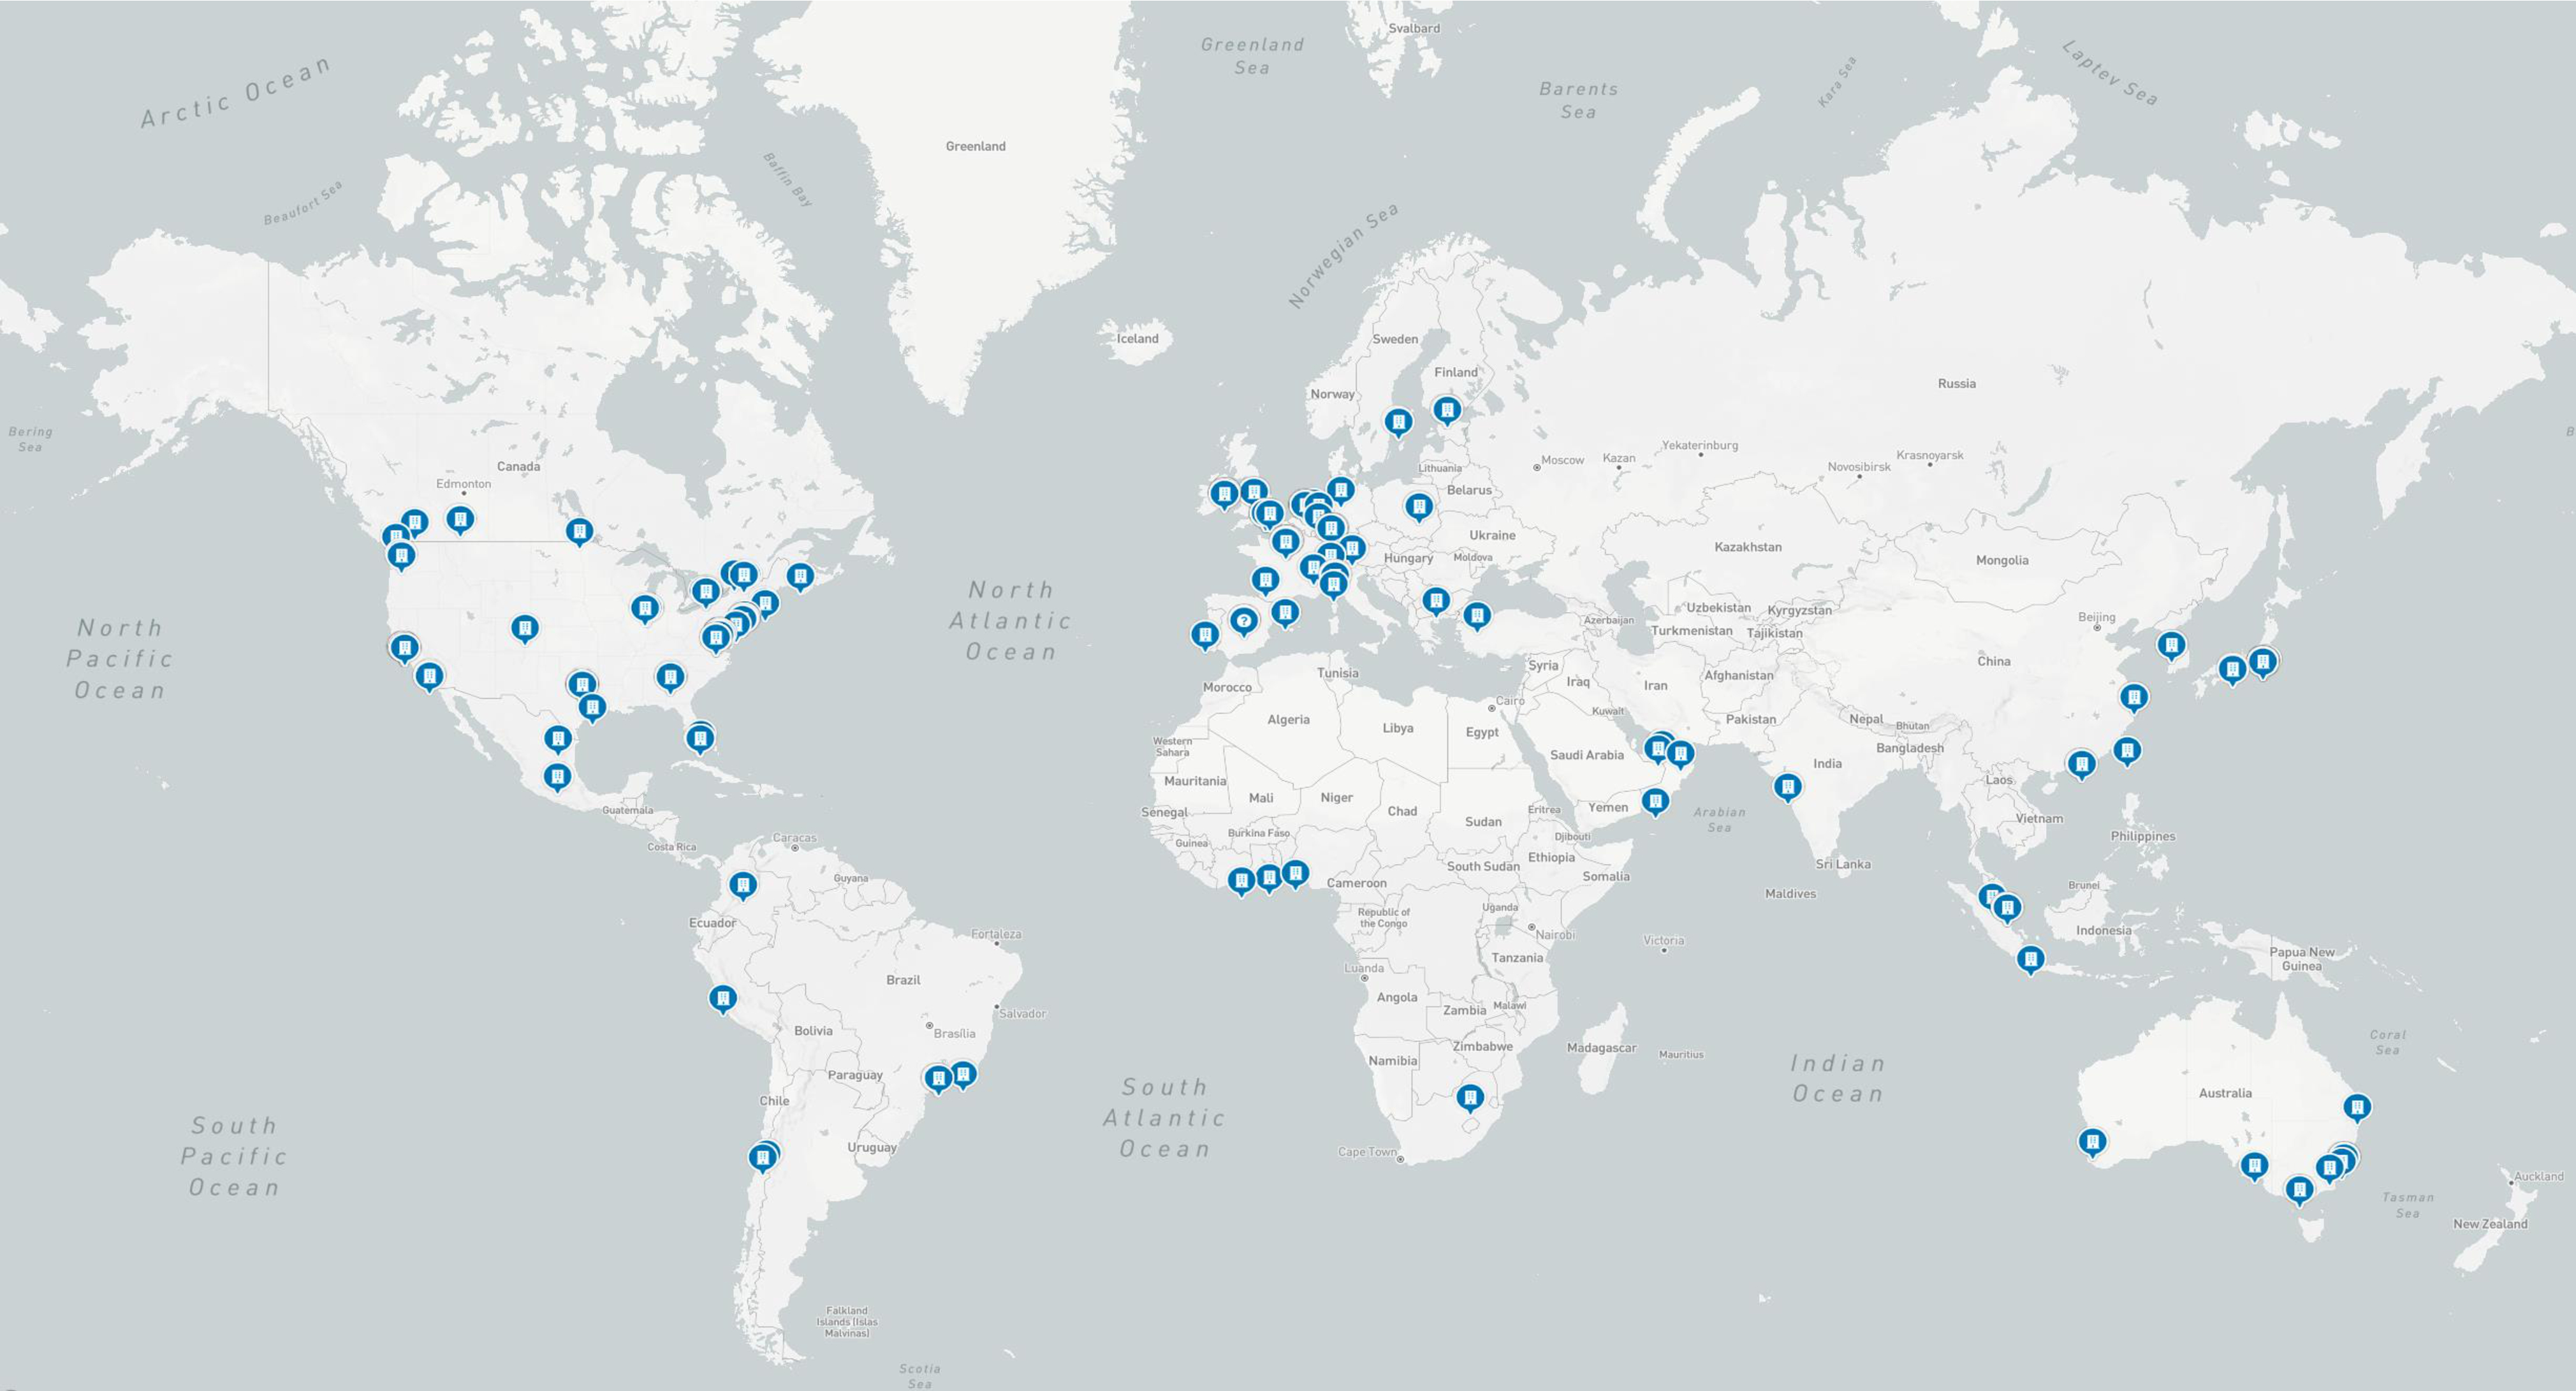 Svalbard
Greenland
Sea
Laptev Sea
Arctic Ocean
Barents
Sea
Kara Sea
Greenland
Baffin Bay
Beaufort Sea
Norwegian Sea
Iceland
Sweden
Finland
Norway
Russia
Bering
Sea
B
Canada
Edmonton
Lithuania
Belarus
Moscow
Kazan
Yekaterinburg
Novosibirsk
Krasnoyarsk
Ukraine
Hungary
Moldova
Kazakhstan
Mongolia
North
Pacific
Ocean
North
Atlantic
Ocean
?
Uzbekistan
Kyrgyzstan
Azerbaijan
Turkmenistan
Tajikistan
Beijing
China
Syria
Iraq
Iran
Afghanistan
Tunisia
Morocco
Cairo
Kuwait
Pakistan
Nepal
Bhutan
Algeria
Libya
Egypt
Western
Sahara
Saudi Arabia
Bangladesh
India
Mauritania
Mali
Niger
Chad
Laos
Senegal
Eritrea
Yemen
Arabian
Sea
Sudan
Vietnam
Guatemala
Burkina Faso
Guinea
Djibouti
Philippines
Costa Rica
Caracas
Ethiopia
South Sudan
Sri Lanka
Somalia
Guyana
Cameroon
Maldives
Brunei
Ecuador
Republic of
the Congo
Uganda
Nairobi
Indonesia
Fortaleza
Victoria
Papua New
Guinea
Tanzania
Luanda
Brazil
Angola
Zambia
Malawi
Salvador
Bolivia
Brasília
Zimbabwe
Madagascar
Mauritius
Coral
Sea
Namibia
Paraguay
Indian
Ocean
South
Atlantic
Ocean
Chile
Australia
South
Pacific
Ocean
Uruguay
Cape Town
Auckland
Tasman
Sea
New Zealand
Falkland
Islands (Islas
Malvinas)
Scotia
Sea